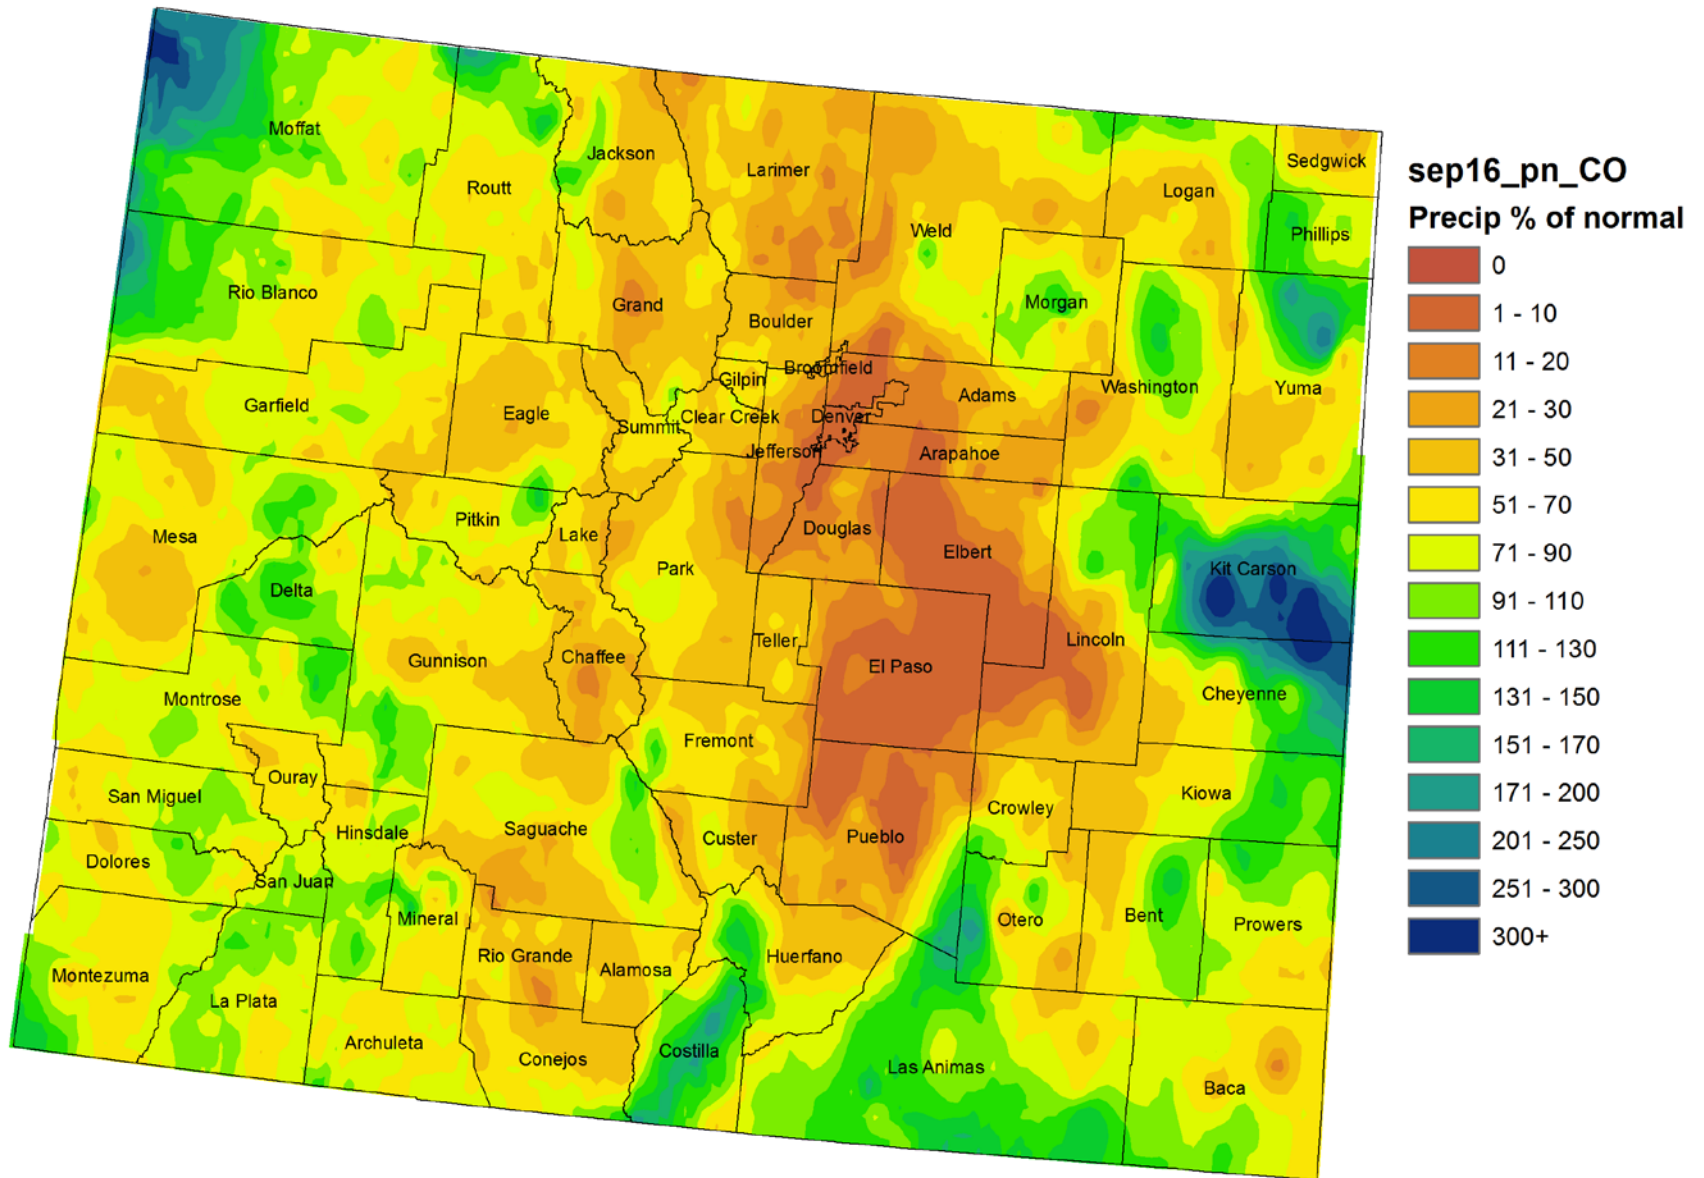 sep16_pn_CO
Precip % of normal
0
1 - 10
11 - 20
21 - 30
31 - 50
51 - 70
71 - 90
91 - 110
111 - 130
131 - 150
151 - 170
171 - 200
201 - 250
251 - 300
300+
Moffat
Routt
Jackson
Larimer
Weld
Logan
Sedgwick
Phillips
Rio Blanco
Grand
Boulder
Morgan
Washington
Yuma
Garfield
Eagle
Summit
Gilpin
Clear Creek
Broomfield
Denver
Jefferson
Adams
Arapahoe
Mesa
Delta
Pitkin
Lake
Park
Douglas
Elbert
Kit Carson
Gunnison
Chaffee
Teller
El Paso
Lincoln
Cheyenne
Montrose
Ouray
San Miguel
Hinsdale
Saguache
Fremont
Custer
Pueblo
Crowley
Kiowa
Dolores
San Juan
Mineral
Rio Grande
Alamosa
Huerfano
Otero
Bent
Prowers
Montezuma
La Plata
Archuleta
Conejos
Costilla
Las Animas
Baca